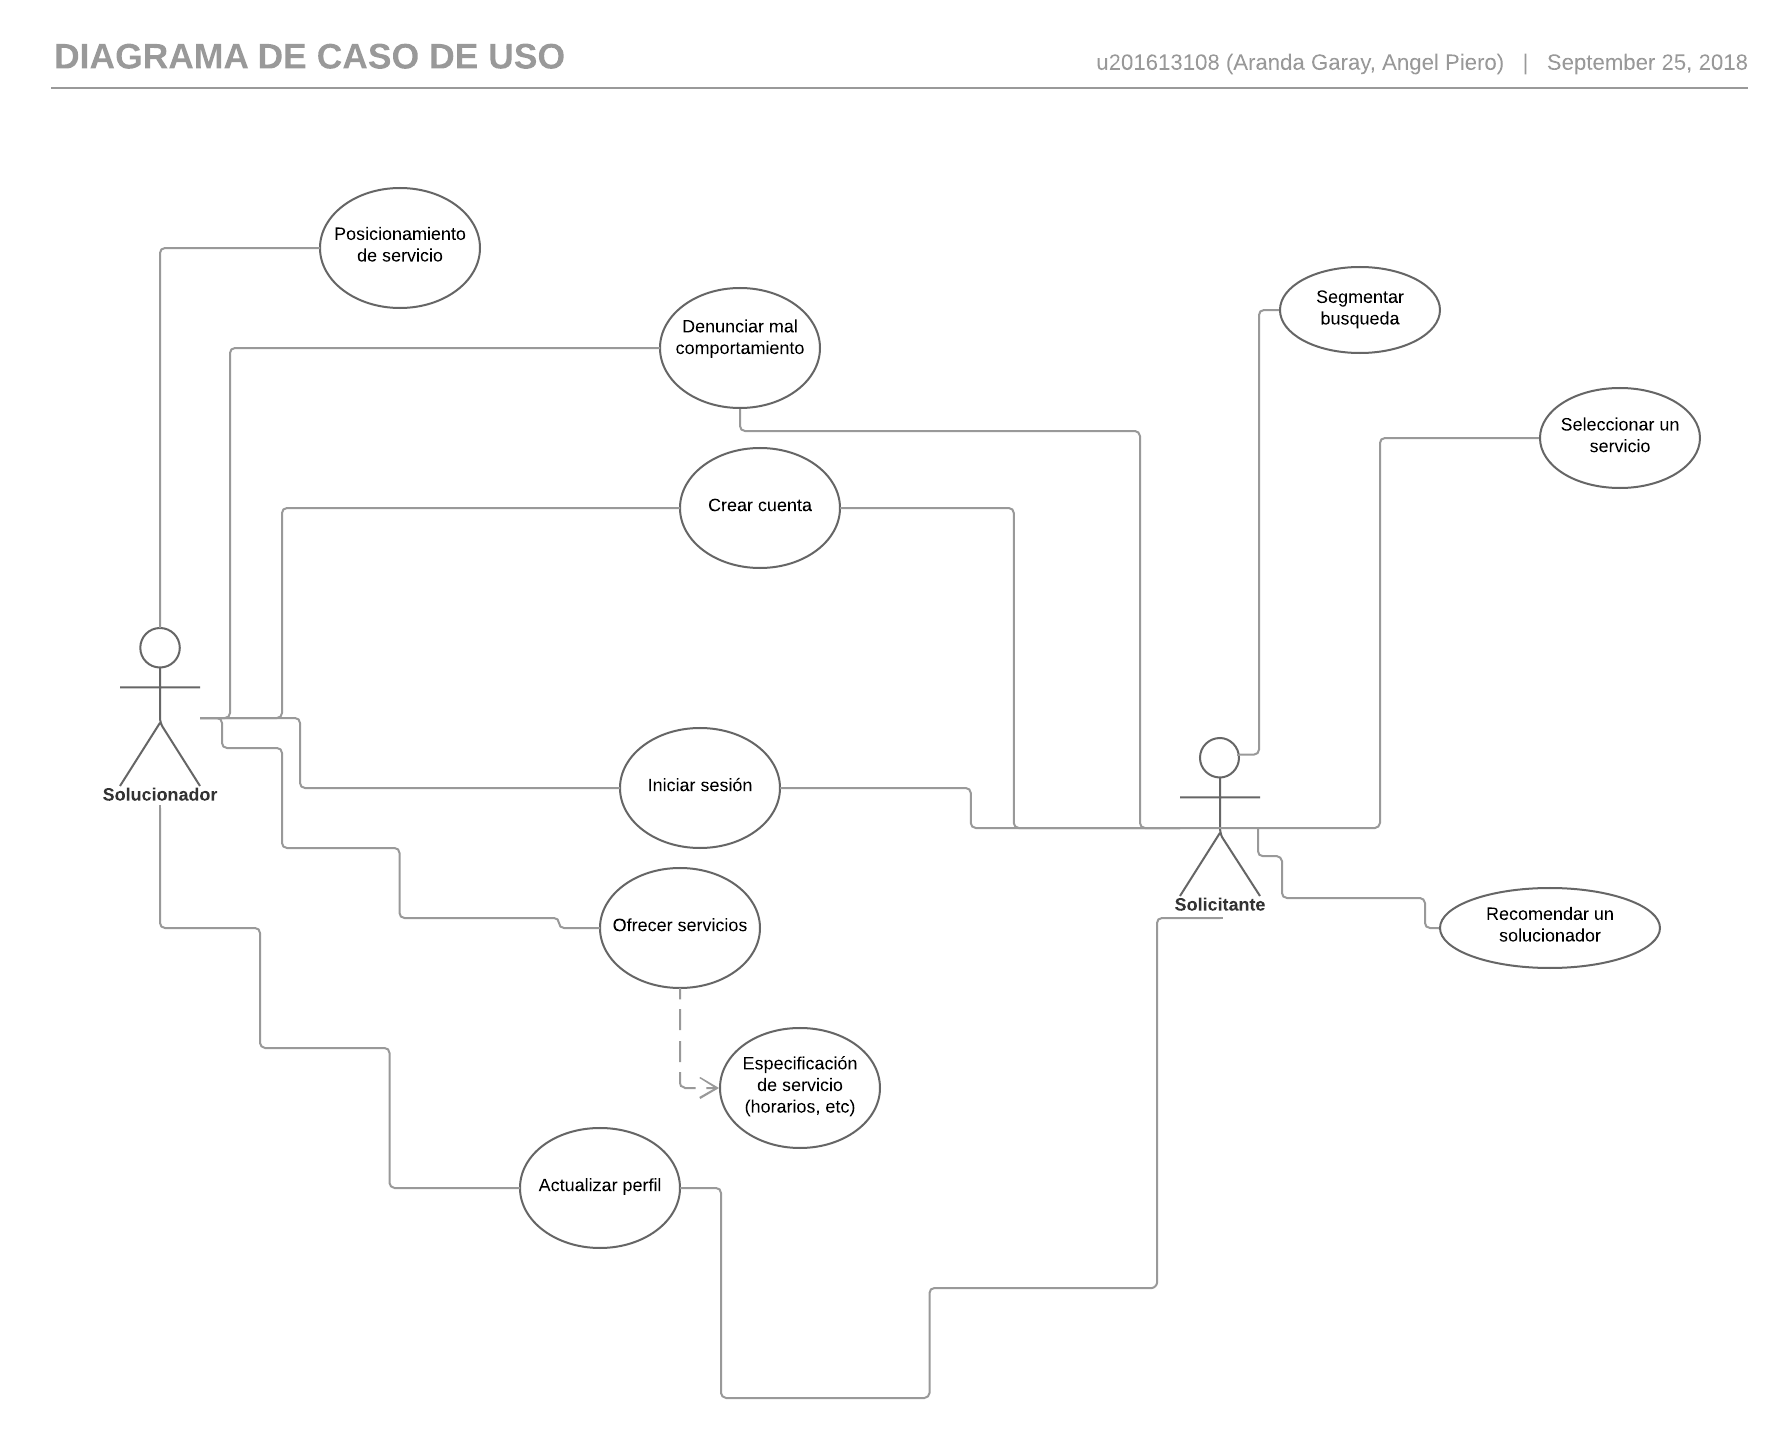 DIAGRAMA DE CASO DE USO
u201613108 (Aranda Garay, Angel Piero) | September 25, 2018
Posicionamiento
de servicio
Denunciar mal
comportamiento
Segmentar
busqueda
Seleccionar un
servicio
Crear cuenta
Solucionador
Iniciar sesión
Solicitante
Ofrecer servicios
Recomendar un
solucionador
Especificación
de servicio
(horarios, etc)
Actualizar perfil